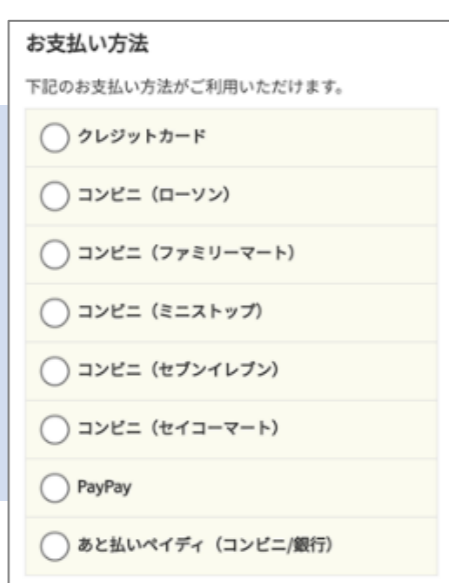 お支払い方法
下記のお支払い方法がご利用いただけます。
クレジットカード
コンビニ（ローソン）
コンビニ（ファミリーマート）
コンビニ（ミニストップ）
コンビニ（セブンイレブン）
コンビニ（セイコーマート）
PayPay
あと払いペイディ（コンビニ/銀行）